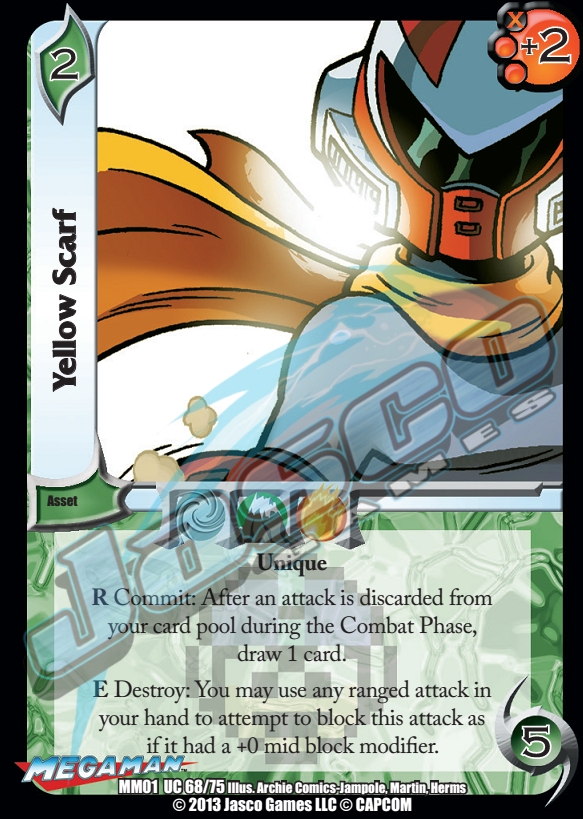 2
X
+2
Yellow Scarf
Asset
JASCO
GAMES
Unique
R Commit: After an attack is discarded from
your card pool during the Combat Phase,
draw 1 card.
E Destroy: You may use any ranged attack in
your hand to attempt to block this attack as
if it had a +0 mid block modifier.
5
MEGAMAN™
MM01 UC 68/75 Illus. Archie Comics-Jampole, Martin, Herms
© 2013 Jasco Games LLC © CAPCOM